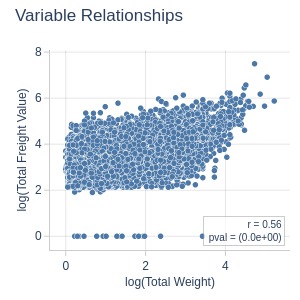 Variable Relationships
log(Total Freight Value)
8
6
4
2
0
r = 0.56
pval = (0.0e+00)
0 2 4
log(Total Weight)